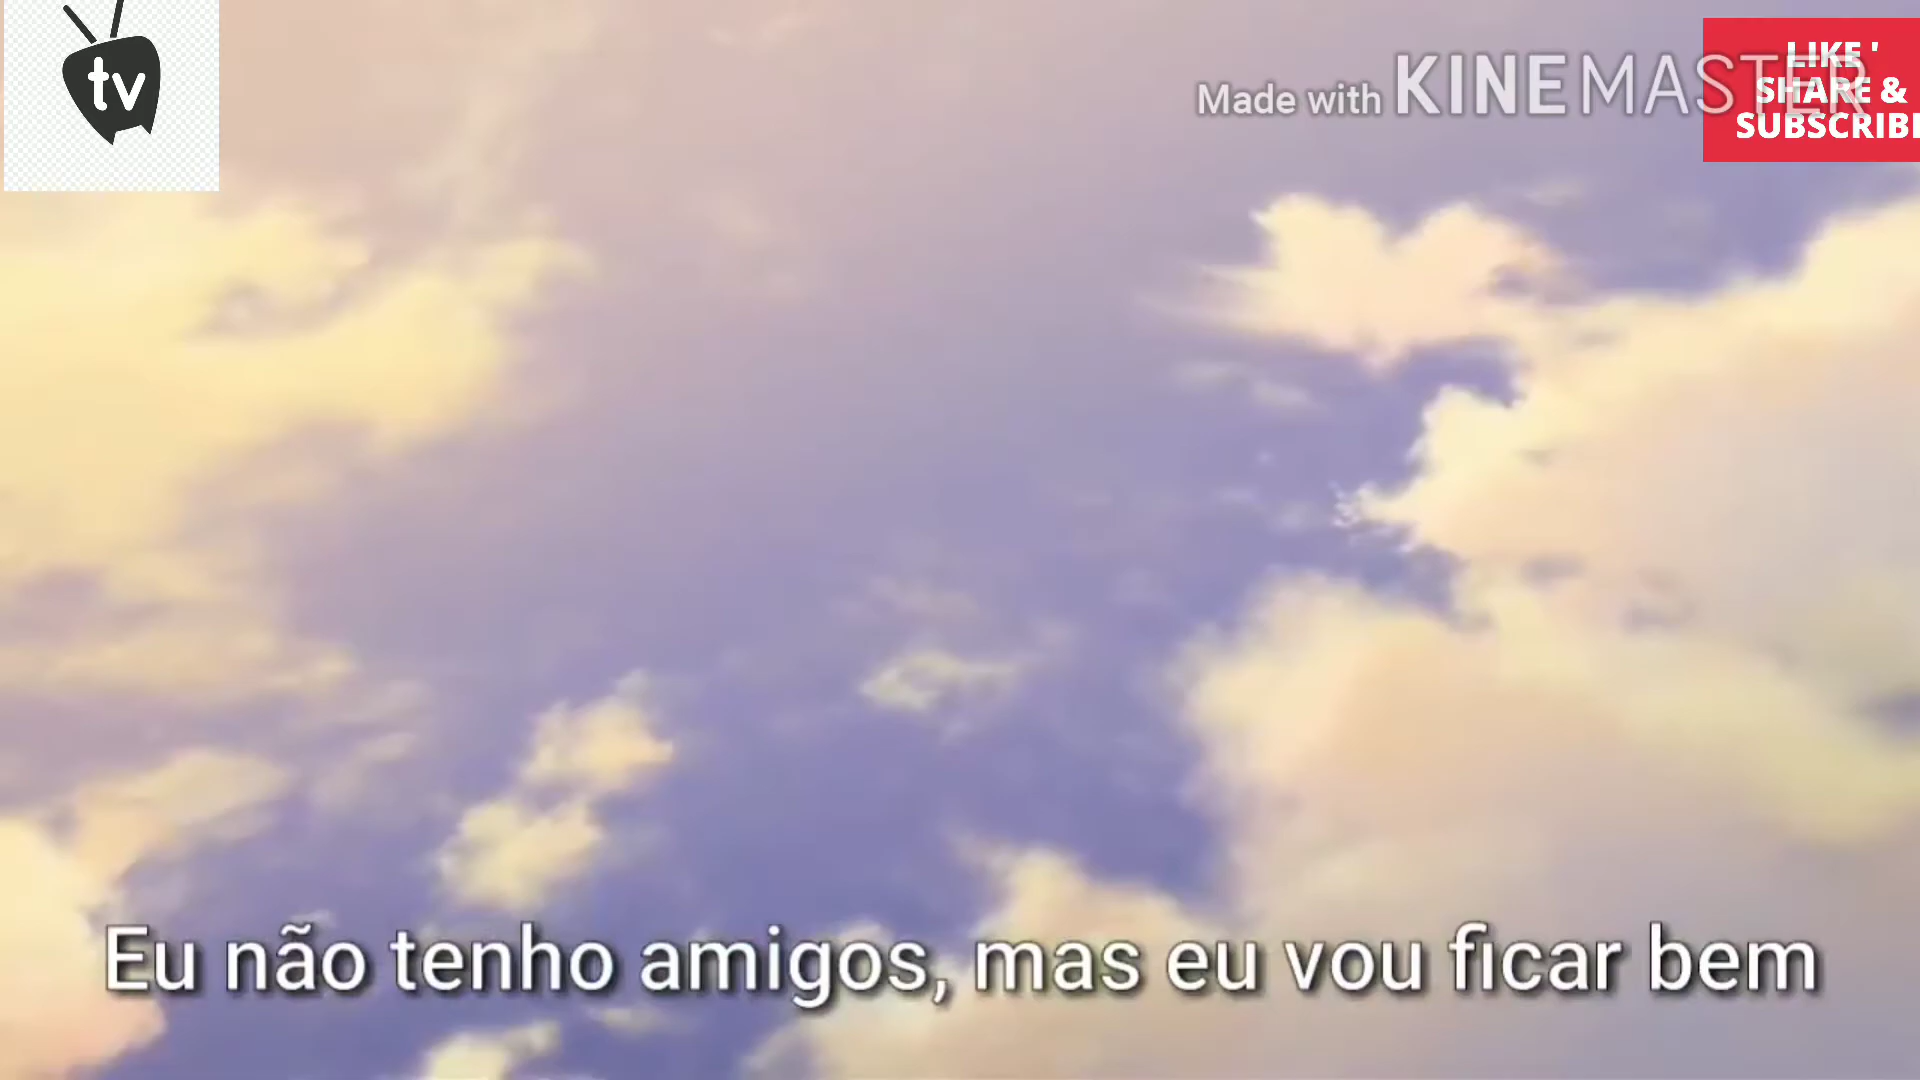 tv
Made with KINEMASTER
LIKE '
SHARE &
SUBSCRIBE
Eu não tenho amigos, mas eu vou ficar bem